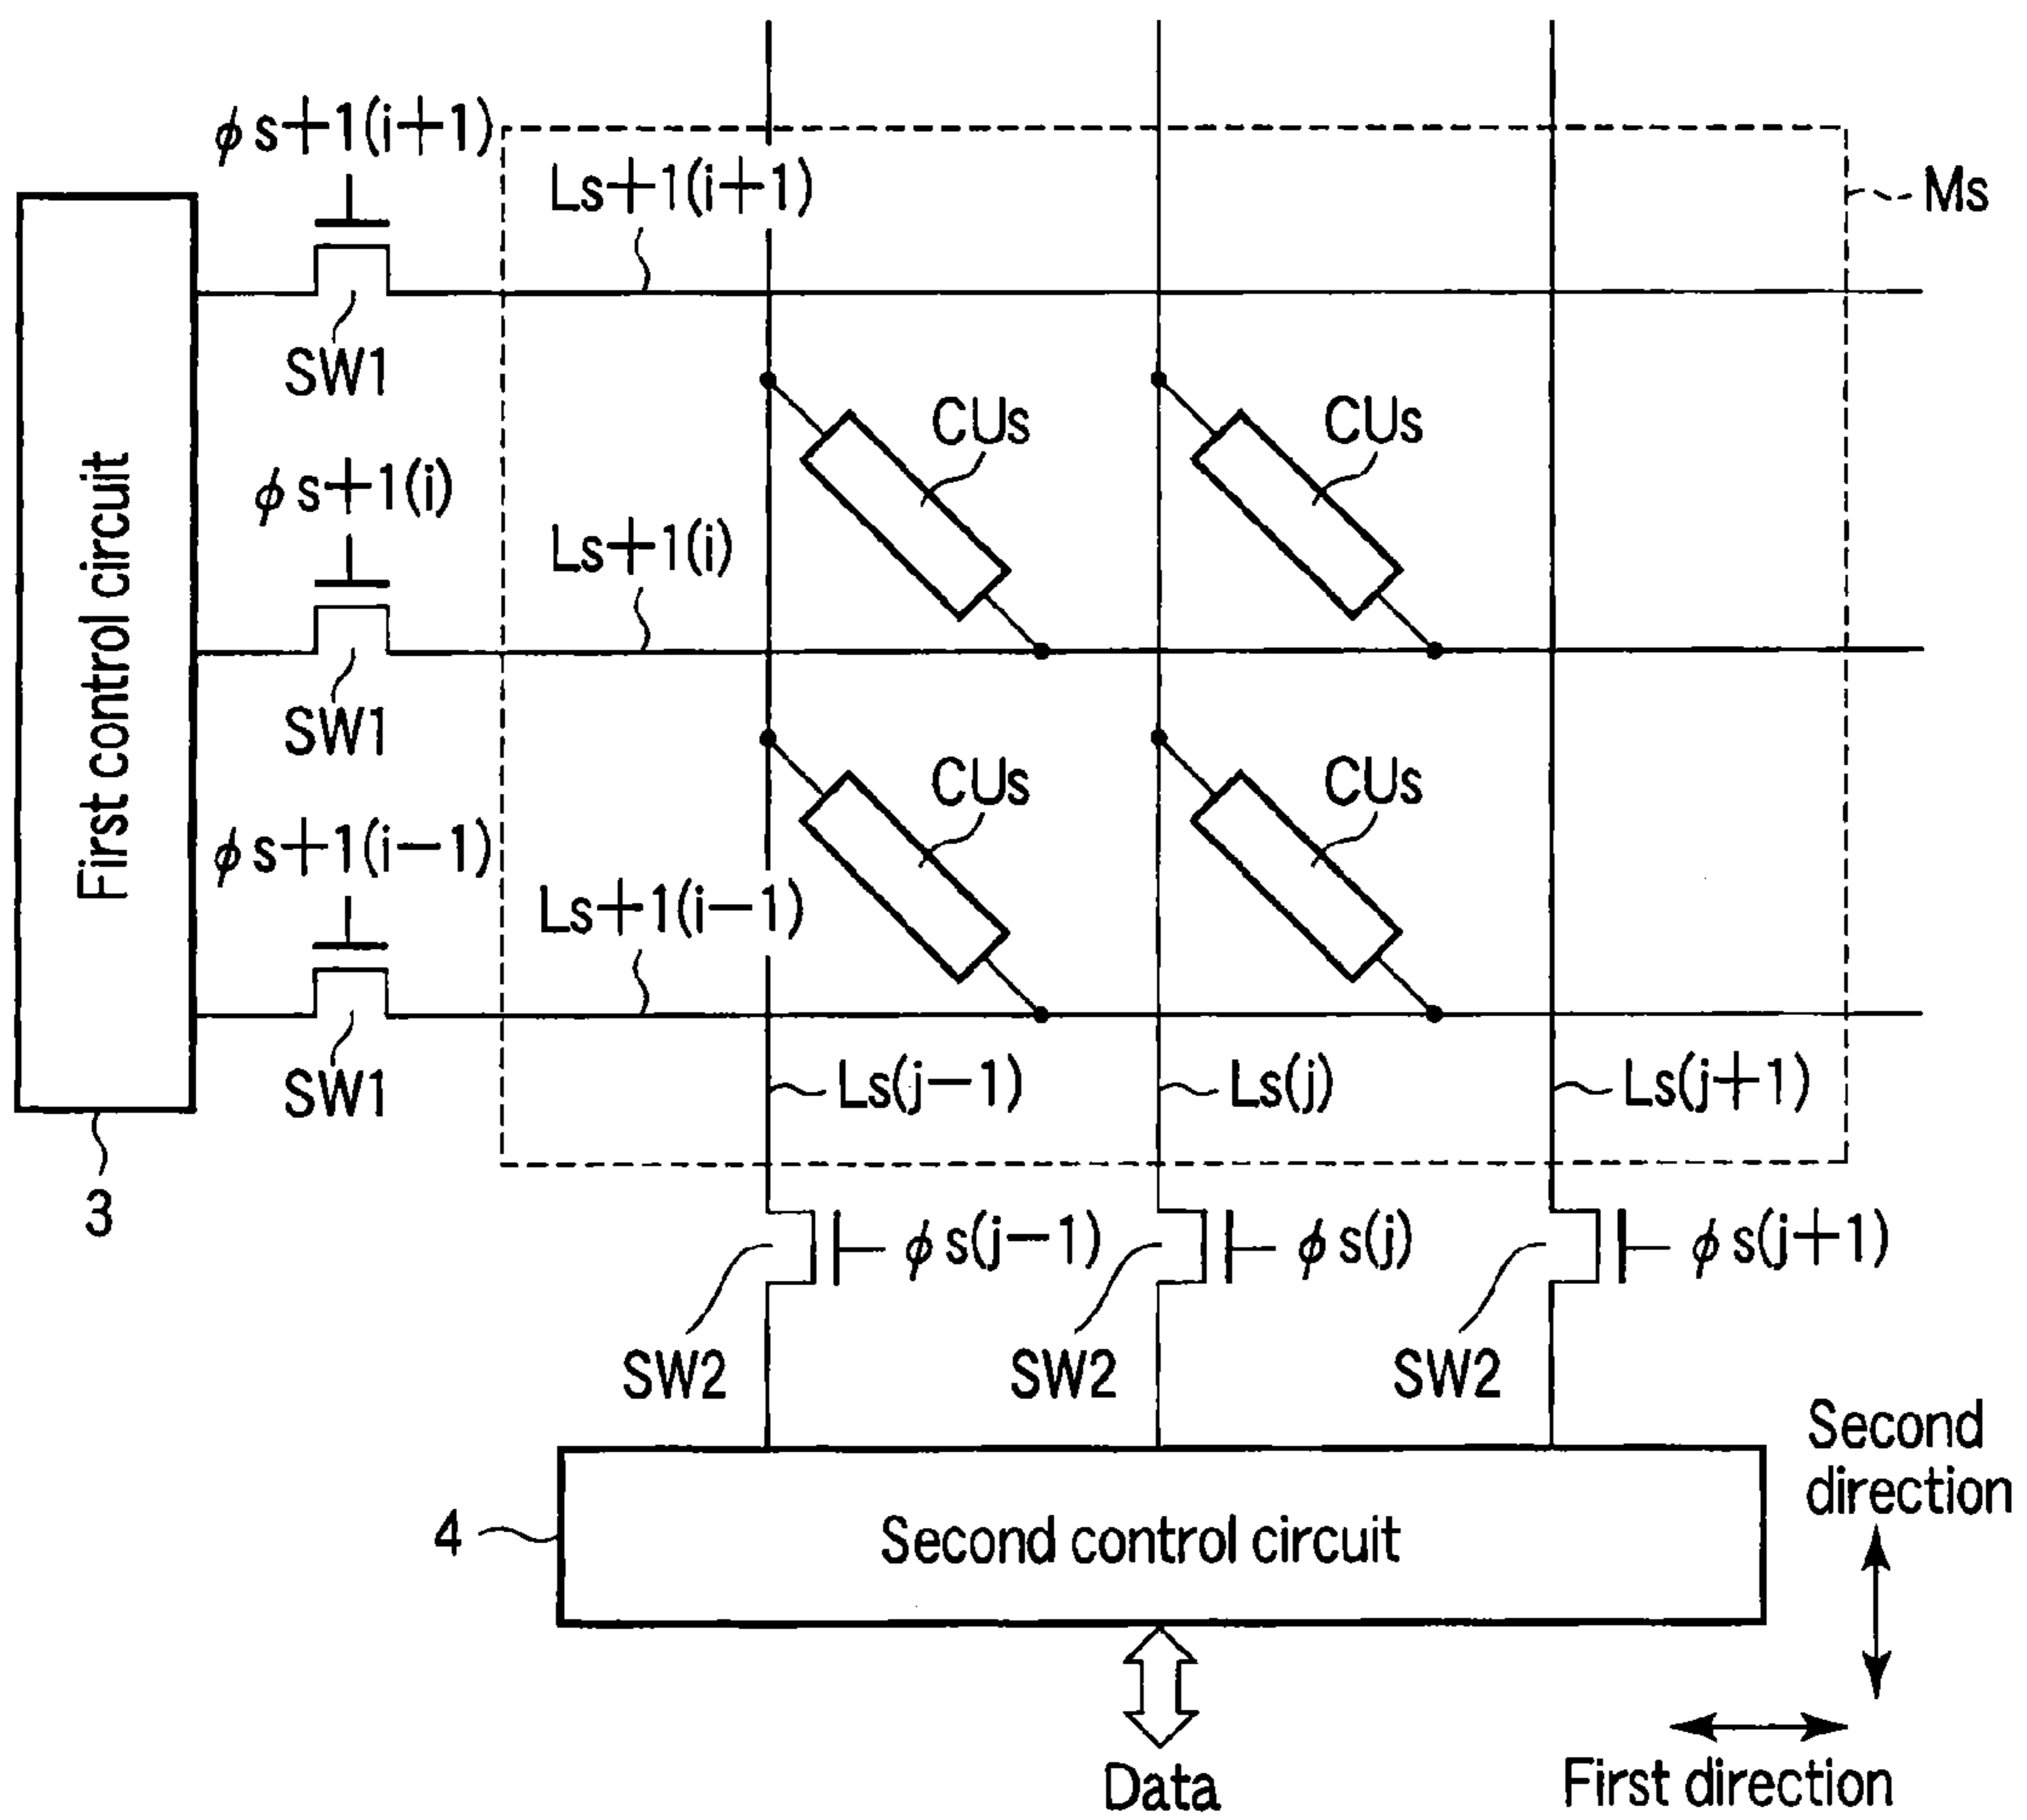 ϕs+1(i+1)
Ls+1(i+1)
Ms
SW1
CUs
CUs
ϕs+1(i)
Ls+1(i)
First control circuit
SW1
CUs
CUs
ϕs+1(i−1)
Ls+1(i−1)
SW1
Ls(j−1)
Ls(j)
Ls(j+1)
3
ϕs(j−1)
ϕs(j)
ϕs(j+1)
SW2
SW2
SW2
Second
direction
4
Second control circuit
Data
First direction